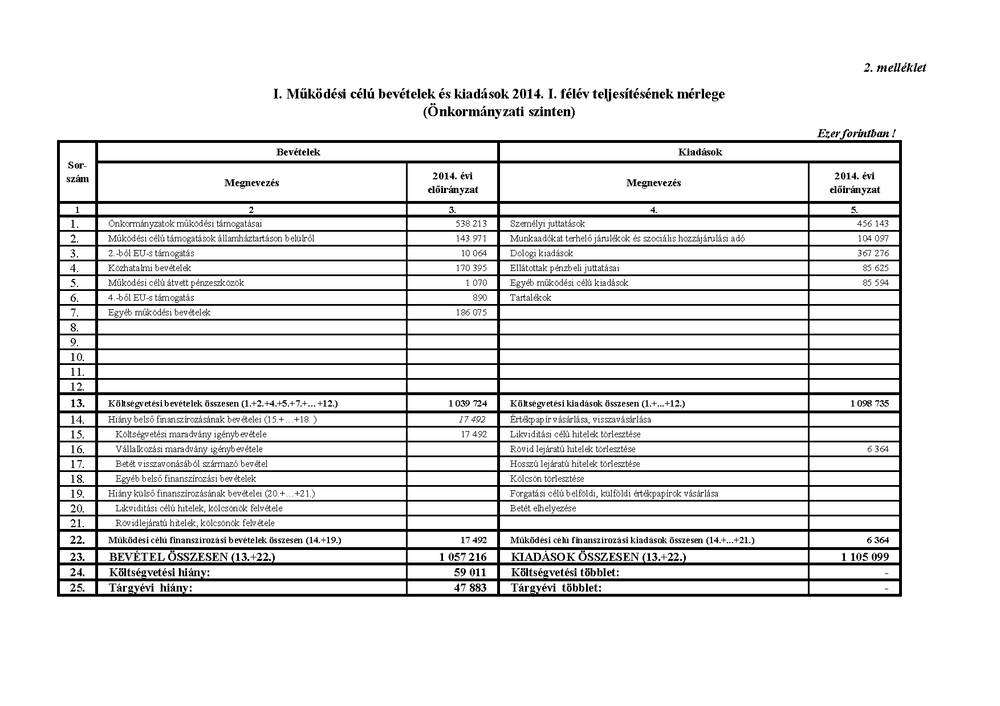 2. melléklet
I. Működési célú bevételek és kiadások 2014. I. félév teljesítésének mérlege
(Önkormányzati szinten)
Ezer forintban !
Sor-
szám
Bevételek
Kiadások
Megnevezés
2014. évi
előirányzat
Megnevezés
2014. évi
előirányzat
1 2 3. 4. 5.
1. Önkormányzatok működési támogatásai 538 213 Személyi juttatások 456 143
2. Működési célú támogatások államháztartáson belülről 143 971 Munkaadókat terhelő járulékok és szociális hozzájárulási adó 104 097
3. 2.-ból EU-s támogatás 10 064 Dologi kiadások 367 276
4. Közhatalmi bevételek 170 395 Ellátottak pénzbeli juttatásai 85 625
5. Működési célú átvett pénzeszközök 1 070 Egyéb működési célú kiadások 85 594
6. 4.-ből EU-s támogatás 890 Tartalékok
7. Egyéb működési bevételek 186 075
8.
9.
10.
11.
12.
13. Költségvetési bevételek összesen (1.+2.+4.+5.+7.+…+12.) 1 039 724 Költségvetési kiadások összesen (1.+...+12.) 1 098 735
14. Hiány belső finanszírozásának bevételei (15.+…+18. ) 17 492 Értékpapír vásárlása, visszavásárlása
15. Költségvetési maradvány igénybevétele 17 492 Likviditási célú hitelek törlesztése
16. Vállalkozási maradvány igénybevétele Rövid lejáratú hitelek törlesztése 6 364
17. Betét visszavonásából származó bevétel Hosszú lejáratú hitelek törlesztése
18. Egyéb belső finanszírozási bevételek Kölcsön törlesztése
19. Hiány külső finanszírozásának bevételei (20.+…+21.) Forgatási célú belföldi, külföldi értékpapírok vásárlása
20. Likviditási célú hitelek, kölcsönök felvétele Betét elhelyezése
21. Rövidlejáratú hitelek, kölcsönök felvétele
22. Működési célú finanszírozási bevételek összesen (14.+19.) 17 492 Működési célú finanszírozási kiadások összesen (14.+...+21.) 6 364
23. BEVÉTEL ÖSSZESEN (13.+22.) 1 057 216 KIADÁSOK ÖSSZESEN (13.+22.) 1 105 099
24. Költségvetési hiány: 59 011 Költségvetési többlet: -
25. Tárgyévi hiány: 47 883 Tárgyévi többlet: -